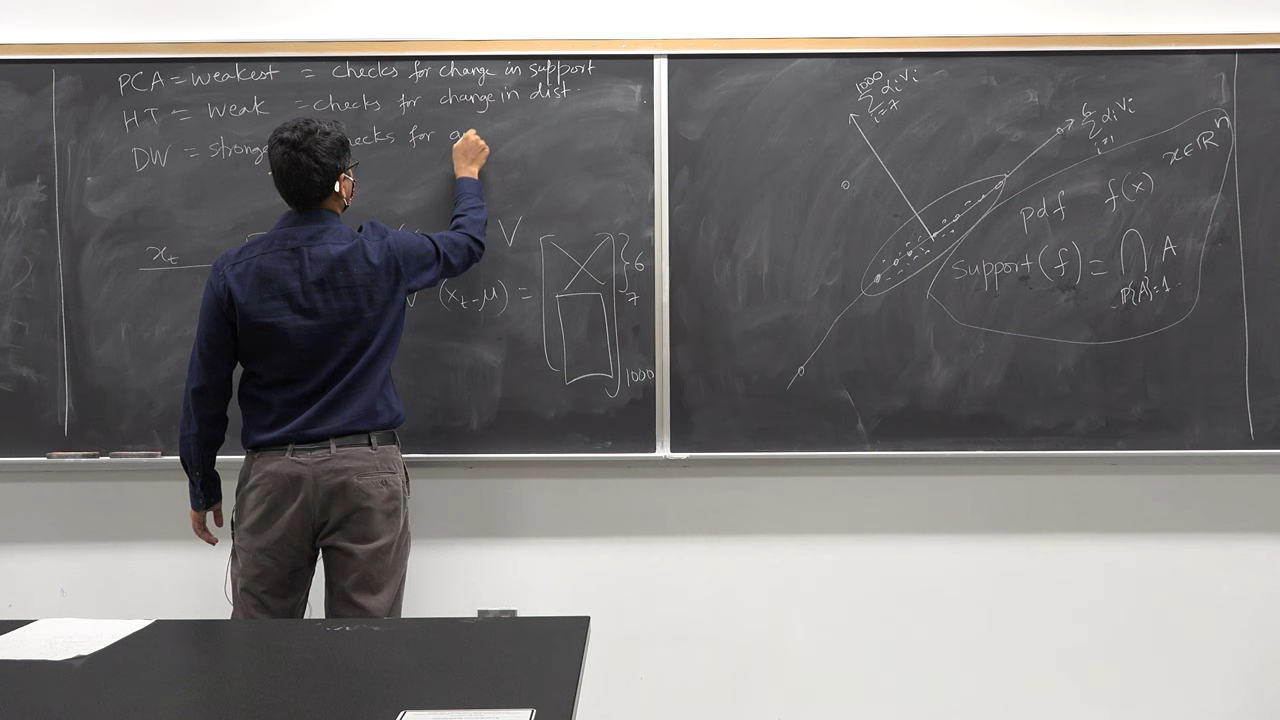 PCA = weakest = checks for change in support
HT = weak = checks for change in dist.
DW = stronge hecks for a
x_t
V
(x_t - μ) =
6
7
1000
1000
∑ α_i v_i
i=7
6
∑ α_i v_i
i=1
pdf f(x) x ∈ ℝ^n
support(f) = ⋂ A
P(A)=1